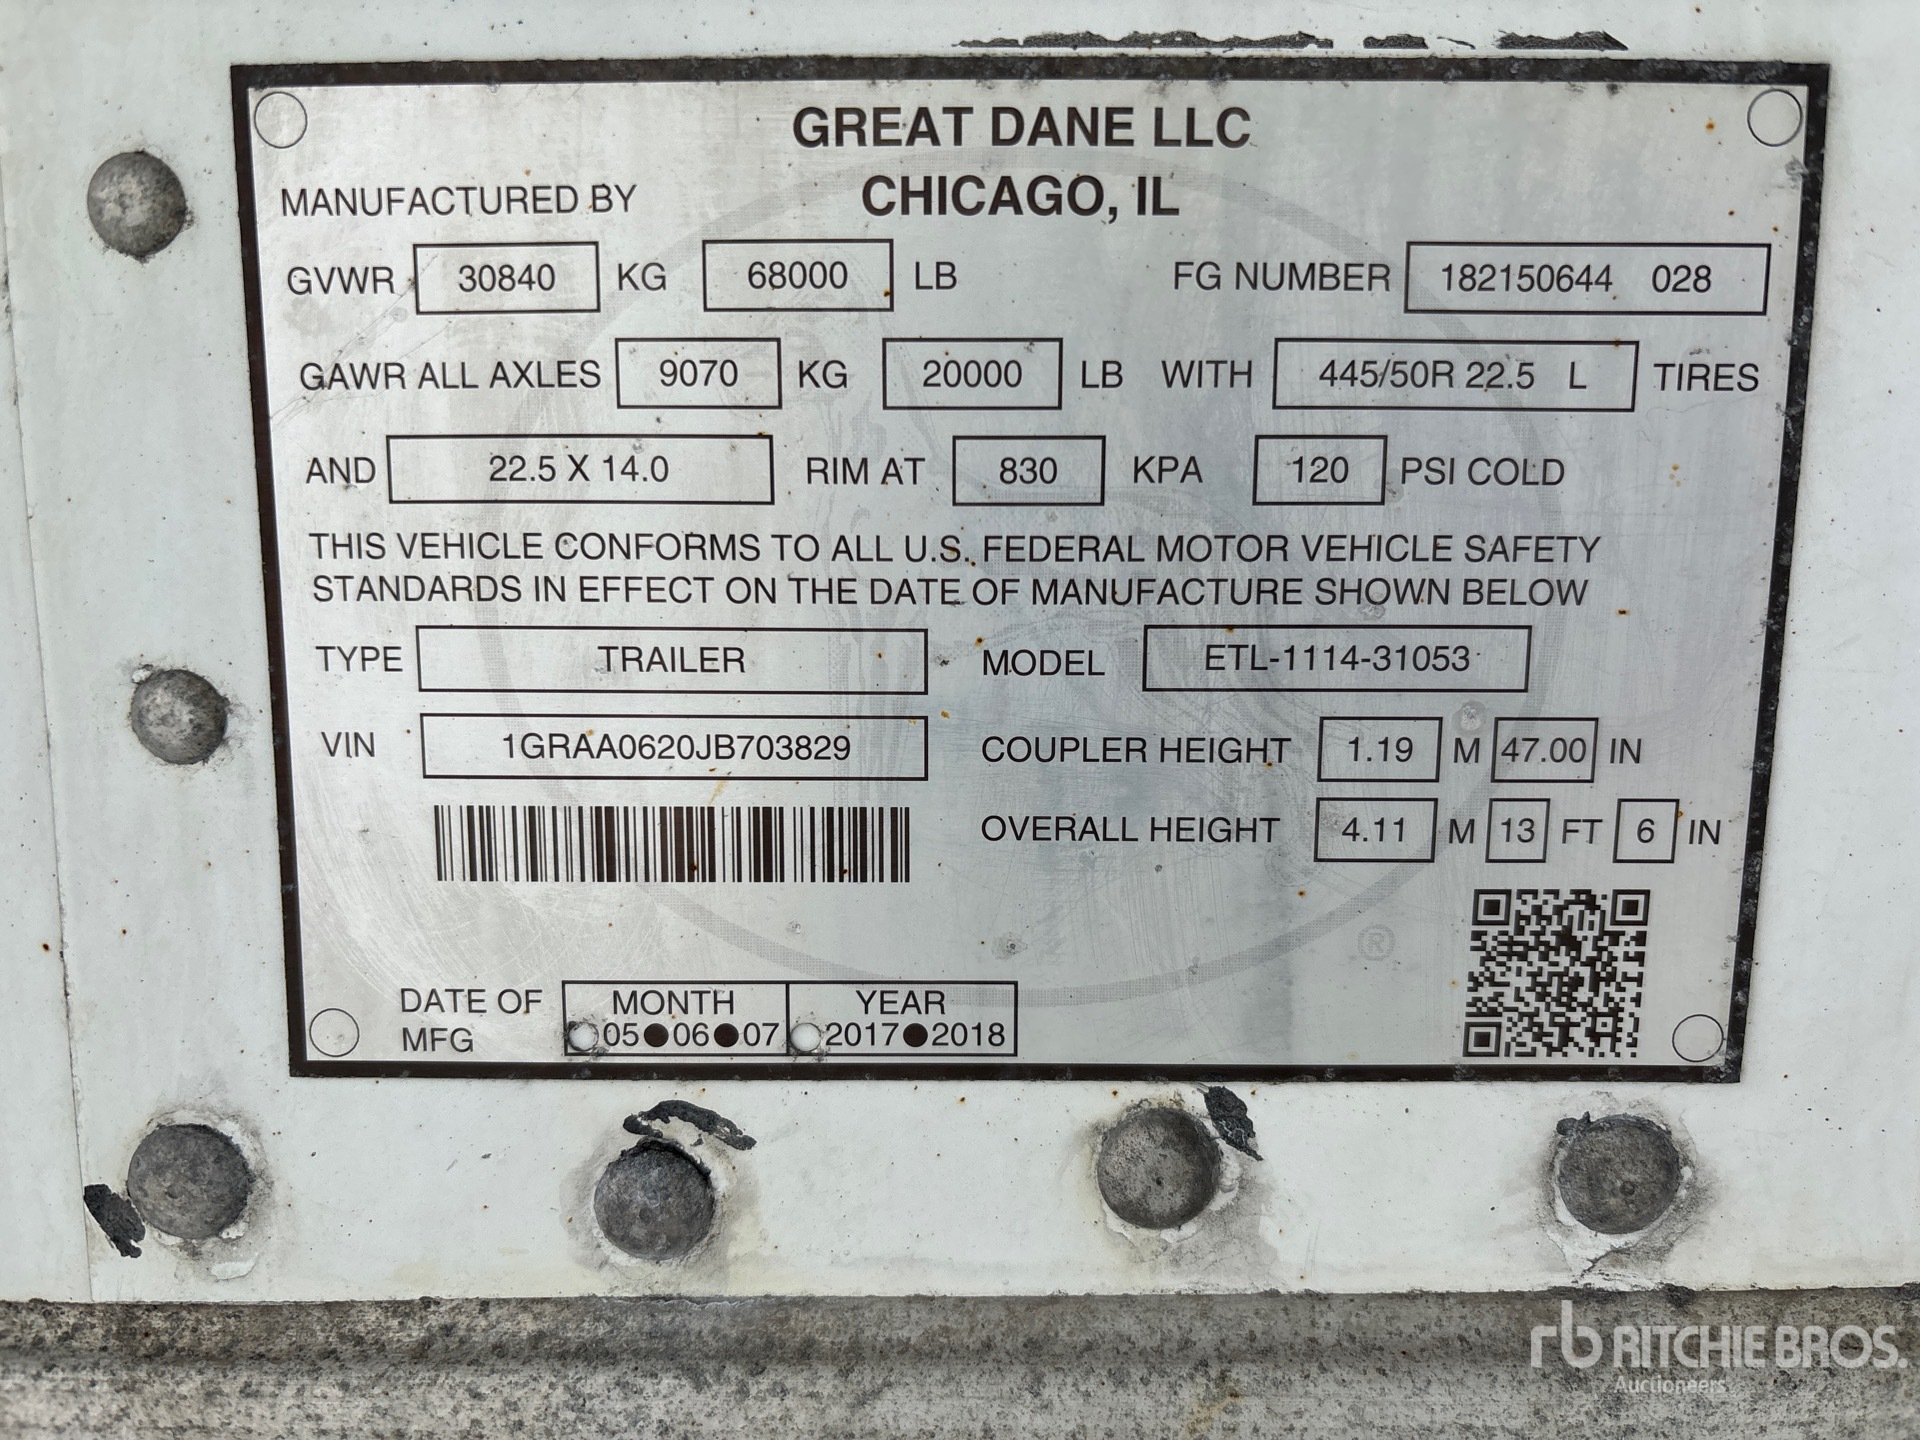 GREAT DANE LLC
MANUFACTURED BY CHICAGO, IL
GVWR 30840 KG 68000 LB FG NUMBER 182150644 028
GAWR ALL AXLES 9070 KG 20000 LB WITH 445/50R 22.5 L TIRES
AND 22.5 X 14.0 RIM AT 830 KPA 120 PSI COLD
THIS VEHICLE CONFORMS TO ALL U.S. FEDERAL MOTOR VEHICLE SAFETY
STANDARDS IN EFFECT ON THE DATE OF MANUFACTURE SHOWN BELOW
TYPE TRAILER MODEL ETL-1114-31053
VIN 1GRAA0620JB703829 COUPLER HEIGHT 1.19 M 47.00 IN
OVERALL HEIGHT 4.11 M 13 FT 6 IN
®
DATE OF MONTH YEAR
MFG 05 ● 06 ● 07 2017 ● 2018
rb RITCHIE BROS.
Auctioneers